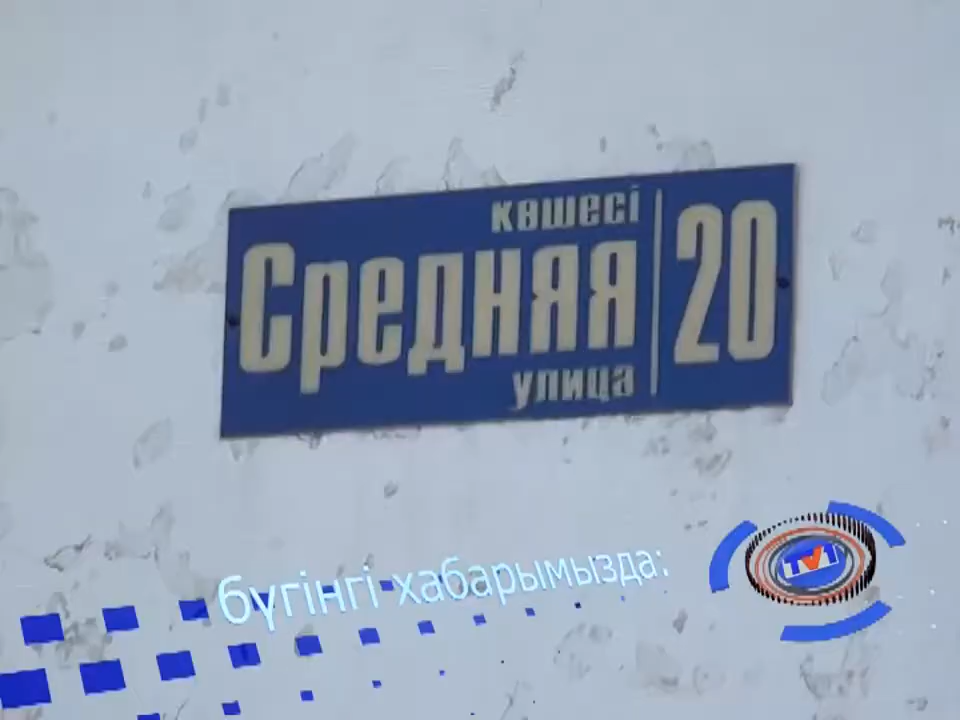 көшесі
Средняя 20
улица
бүгінгі хабарымызда:
TV1